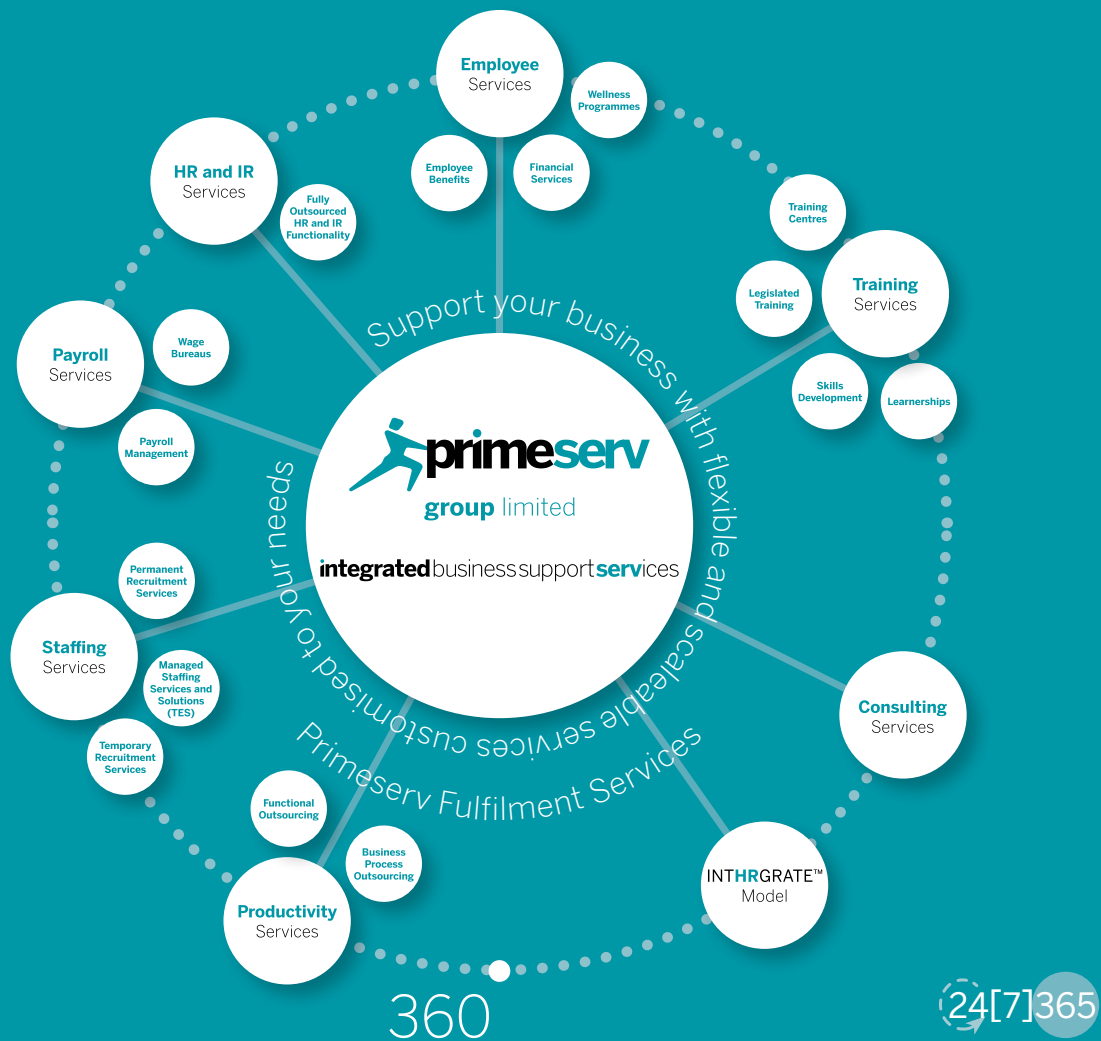 Employee
Services
Wellness
Programmes
Employee
Benefits
Financial
Services
HR and IR
Services
Fully
Outsourced
HR and IR
Functionality
Training
Centres
Training
Services
Legislated
Training
Skills
Development
Learnerships
Payroll
Services
Wage
Bureaus
Payroll
Management
Support your business with flexible and scaleable services customised to your needs
primeserv
group limited
integrated business support services
Permanent
Recruitment
Services
Staffing
Services
Managed
Staffing
Services and
Solutions
(TES)
Temporary
Recruitment
Services
Consulting
Services
Primeserv Fulfilment Services
Functional
Outsourcing
Business
Process
Outsourcing
Productivity
Services
INTHRGRATE™
Model
360
24[7]365